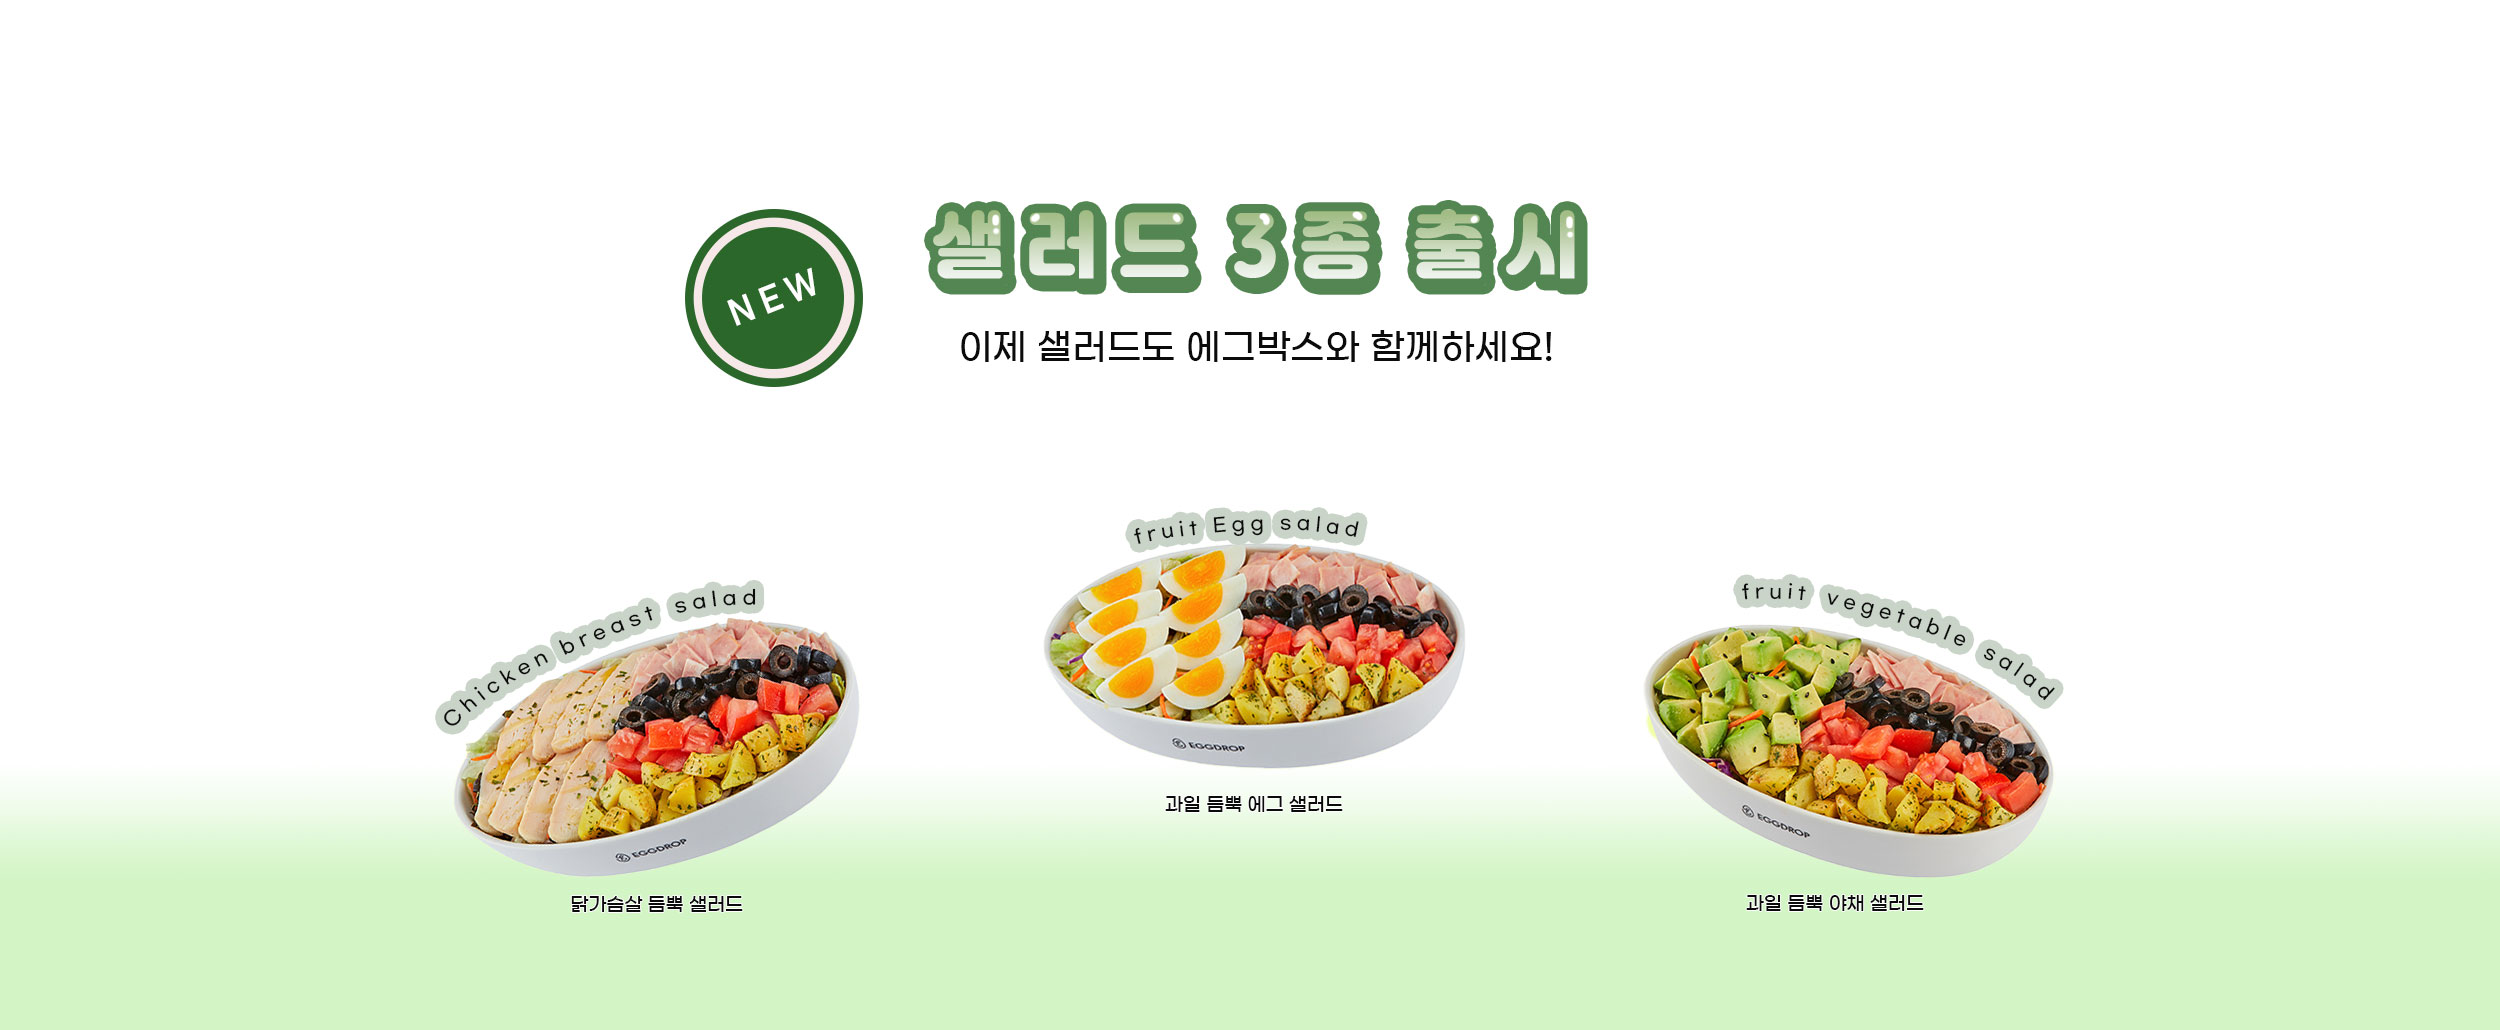 NEW
샐러드 3종 출시
이제 샐러드도 에그박스와 함께하세요!
Chicken breast salad
EGGDROP
닭가슴살 듬뿍 샐러드
fruit Egg salad
EGGDROP
과일 듬뿍 에그 샐러드
fruit vegetable salad
EGGDROP
과일 듬뿍 야채 샐러드